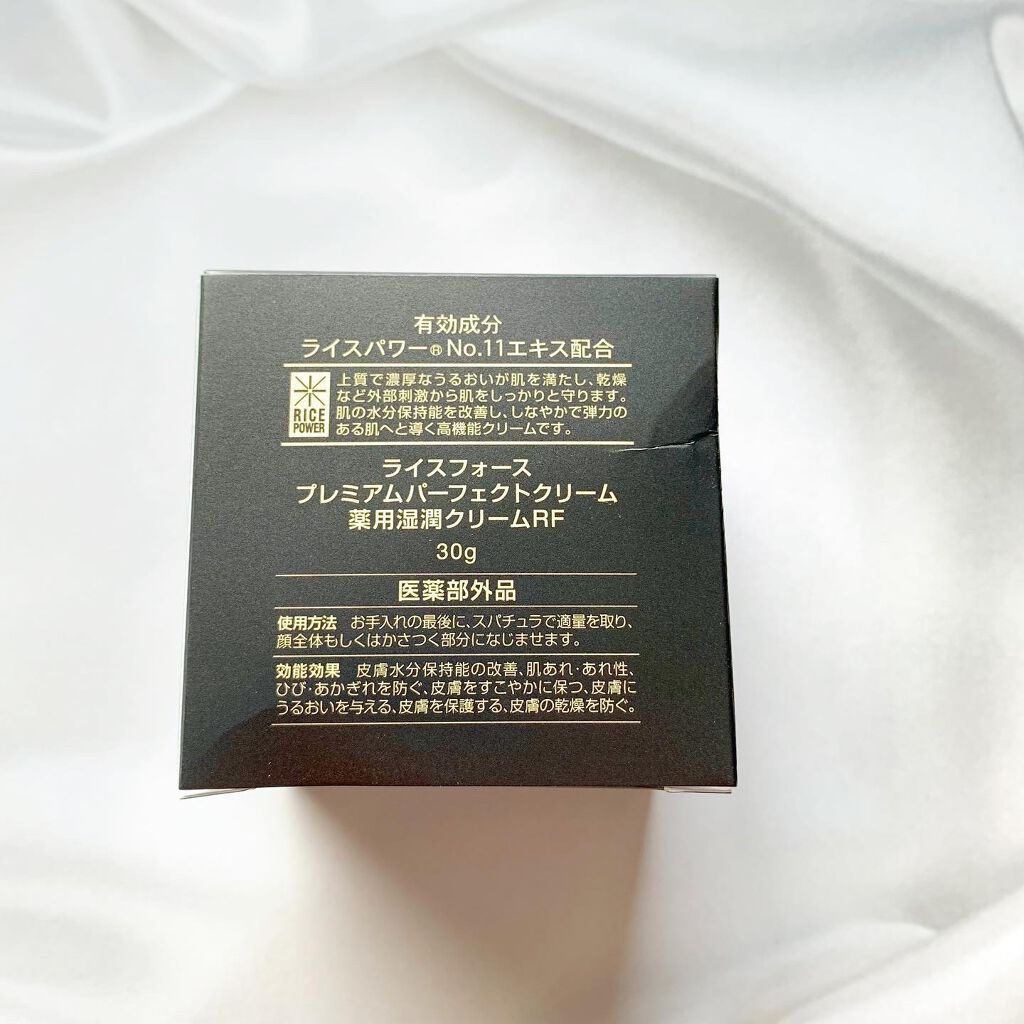 有効成分
ライスパワー®No.11エキス配合
RICE
POWER
上質で濃厚なうるおいが肌を満たし、乾燥
など外部刺激から肌をしっかりと守ります。
肌の水分保持能を改善し、しなやかで弾力の
ある肌へと導く高機能クリームです。
ライスフォース
プレミアムパーフェクトクリーム
薬用湿潤クリームRF
30g
医薬部外品
使用方法 お手入れの最後に、スパチュラで適量を取り、
顔全体もしくはかさつく部分になじませます。
効能効果 皮膚水分保持能の改善、肌あれ・あれ性、
ひび・あかぎれを防ぐ、皮膚をすこやかに保つ、皮膚に
うるおいを与える、皮膚を保護する、皮膚の乾燥を防ぐ。